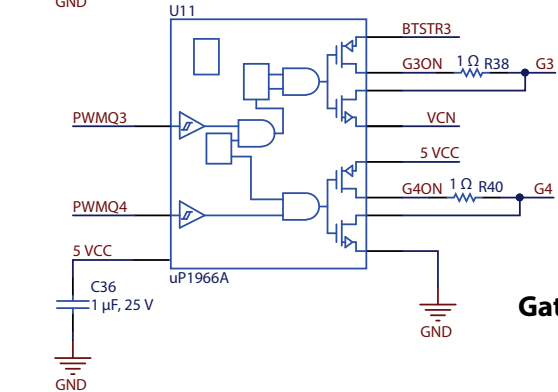 GND
U11
BTSTR3
G3ON 1 Ω R38 G3
PWMQ3
VCN
5 VCC
G4ON 1 Ω R40 G4
PWMQ4
5 VCC
uP1966A
C36
1 µF, 25 V
GND
GND